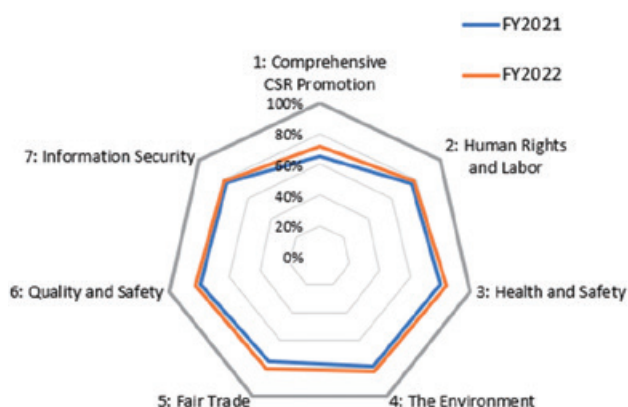 FY2021
FY2022
1: Comprehensive
CSR Promotion
100%
80%
60%
40%
20%
0%
2: Human Rights
and Labor
3: Health and Safety
4: The Environment
5: Fair Trade
6: Quality and Safety
7: Information Security